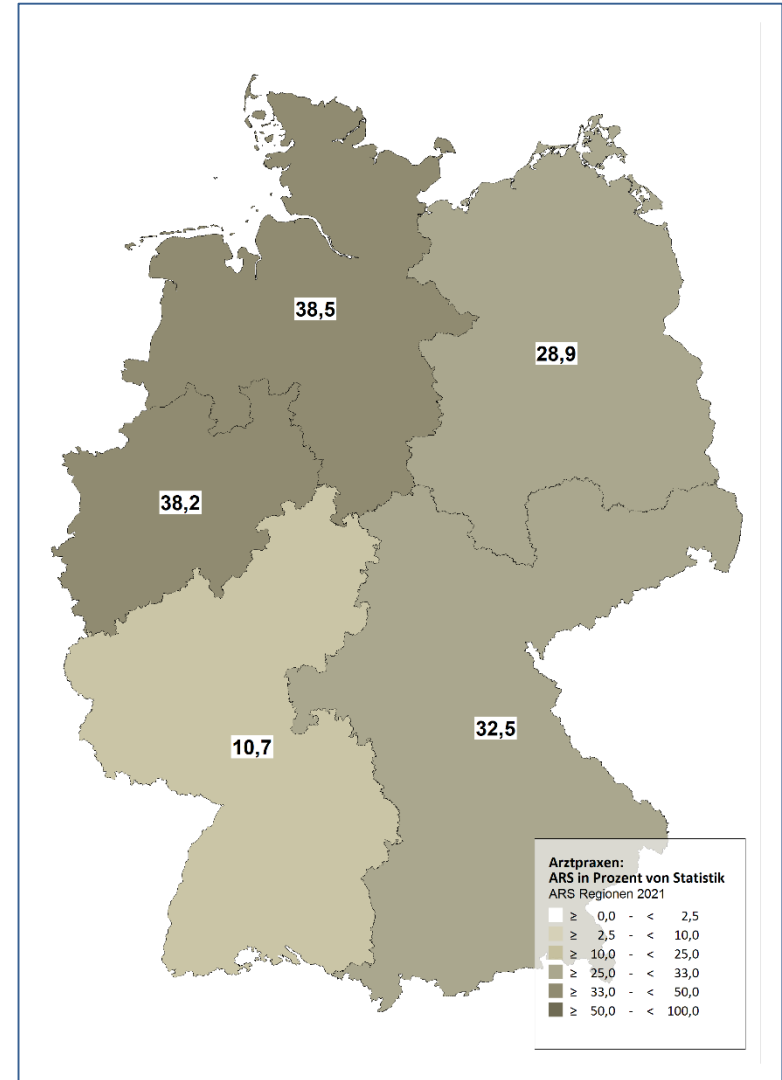 38,5
28,9
38,2
32,5
10,7
Arztpraxen:
ARS in Prozent von Statistik
ARS Regionen 2021
≥ 0,0 - < 2,5
≥ 2,5 - < 10,0
≥ 10,0 - < 25,0
≥ 25,0 - < 33,0
≥ 33,0 - < 50,0
≥ 50,0 - < 100,0